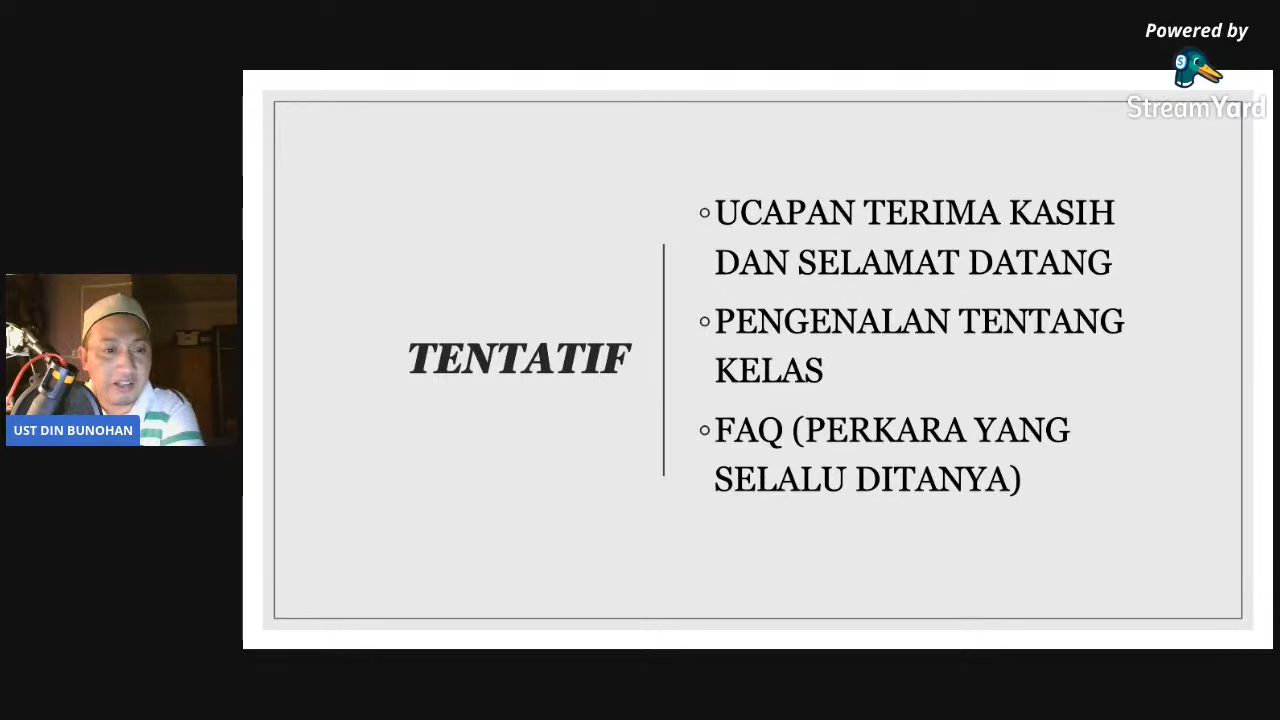 Powered by
StreamYard
UCAPAN TERIMA KASIH
DAN SELAMAT DATANG
PENGENALAN TENTANG
KELAS
TENTATIF
FAQ (PERKARA YANG
SELALU DITANYA)
UST DIN BUNOHAN